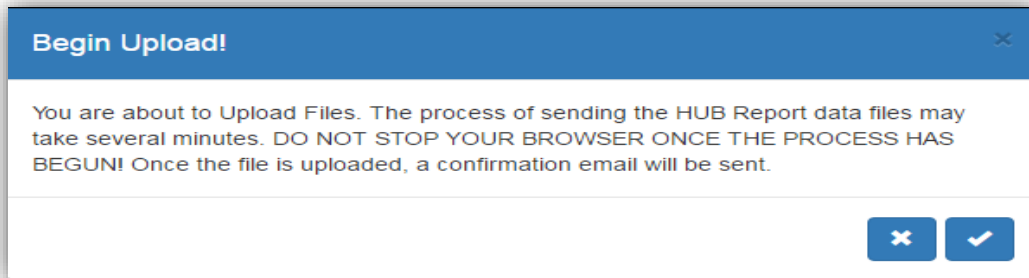 Begin Upload!
You are about to Upload Files. The process of sending the HUB Report data files may
take several minutes. DO NOT STOP YOUR BROWSER ONCE THE PROCESS HAS
BEGUN! Once the file is uploaded, a confirmation email will be sent.